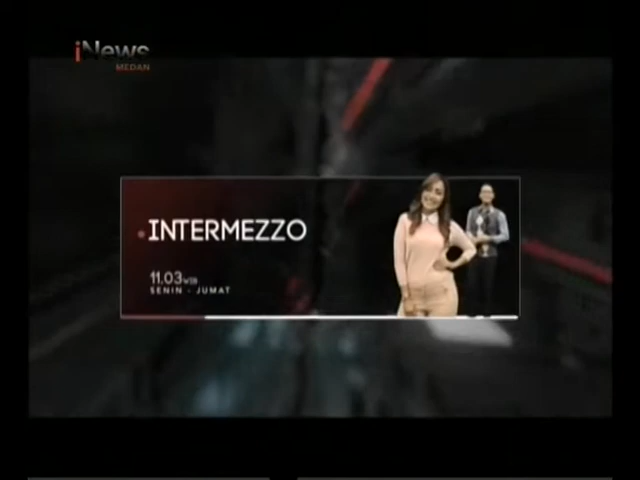 iNews
MEDAN
INTERMEZZO
11.03 WIB
SENIN - JUMAT